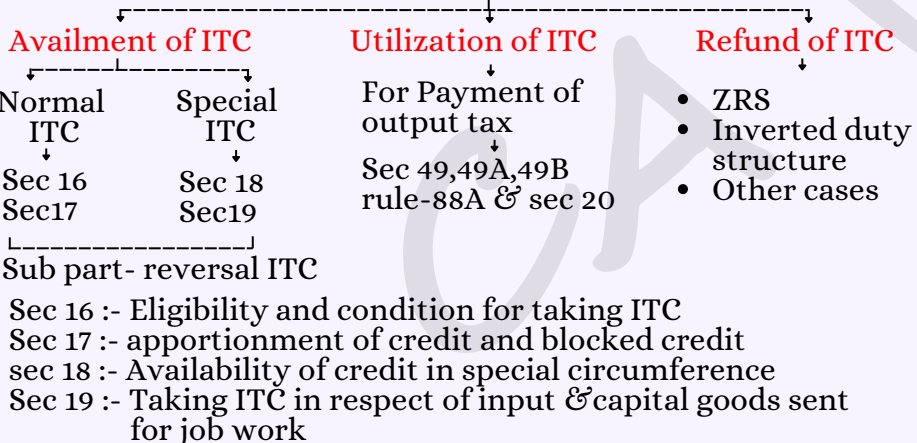 Availment of ITC
Utilization of ITC
Refund of ITC
Normal ITC
Special ITC
For Payment of
output tax
• ZRS
• Inverted duty
structure
• Other cases
Sec 16
Sec17
Sec 18
Sec19
Sec 49,49A,49B
rule-88A & sec 20
Sub part- reversal ITC
Sec 16 :- Eligibility and condition for taking ITC
Sec 17 :- apportionment of credit and blocked credit
sec 18 :- Availability of credit in special circumference
Sec 19 :- Taking ITC in respect of input &capital goods sent
for job work
CA